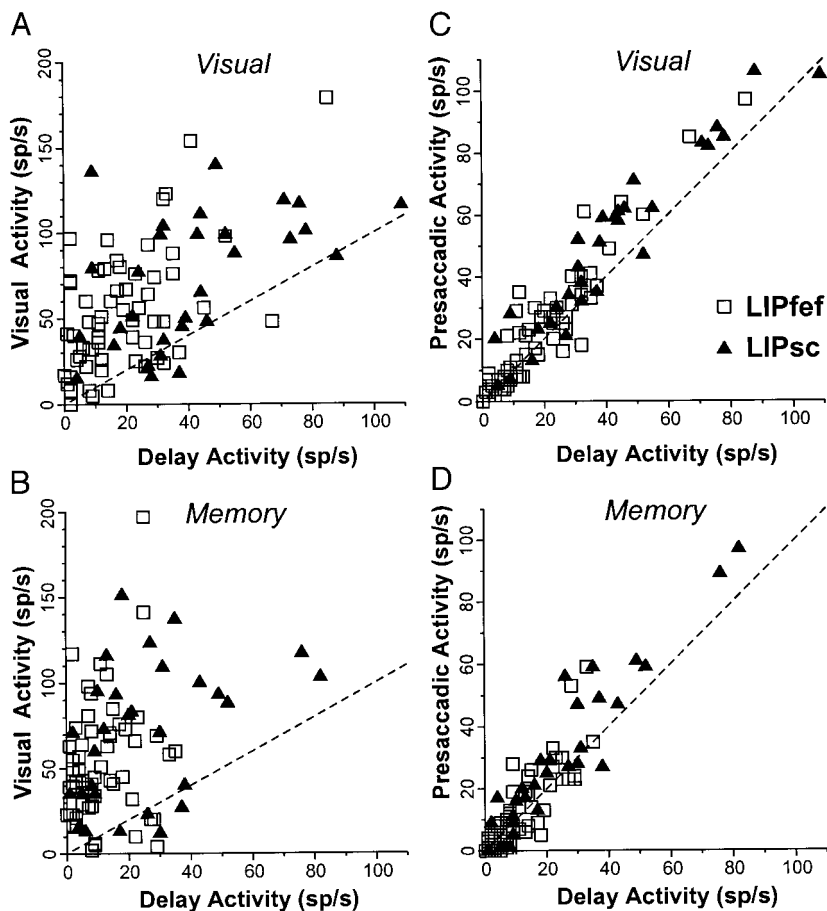 A
Visual
Visual Activity (sp/s)
200
150
100
50
0
0 20 40 60 80 100
Delay Activity (sp/s)
B
Memory
Visual Activity (sp/s)
200
150
100
50
0
0 20 40 60 80 100
Delay Activity (sp/s)
C
Visual
Presaccadic Activity (sp/s)
100
80
60
40
20
0
0 20 40 60 80 100
Delay Activity (sp/s)
LIPfef
LIPsc
D
Memory
Presaccadic Activity (sp/s)
100
80
60
40
20
0
0 20 40 60 80 100
Delay Activity (sp/s)